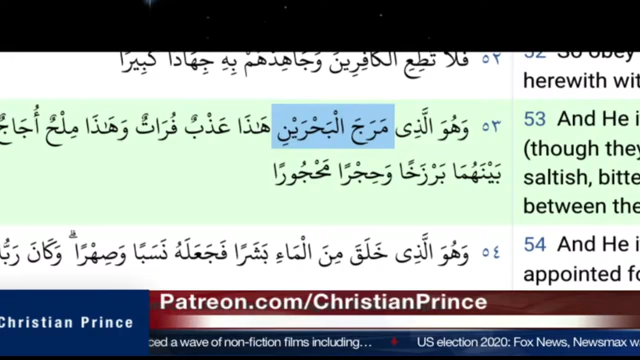 ٥٢ فَلَا تُطِعِ الْكَافِرِينَ وَجَاهِدْهُمْ بِهِ جِهَادًا كَبِيرًا
52 So obey
herewith wit
٥٣ وَهُوَ الَّذِى مَرَجَ الْبَحْرَيْنِ هَٰذَا عَذْبٌ فُرَاتٌ وَهَٰذَا مِلْحٌ أُجَاجٌ
بَيْنَهُمَا بَرْزَخًا وَحِجْرًا مَحْجُورًا
53 And He i
(though they
saltish, bitte
between the
٥٤ وَهُوَ الَّذِى خَلَقَ مِنَ الْمَاءِ بَشَرًا فَجَعَلَهُ نَسَبًا وَصِهْرًا ۗ وَكَانَ رَبُّكَ
54 And He i
appointed fo
Patreon.com/ChristianPrince
Christian Prince
ced a wave of non-fiction films including… US election 2020: Fox News, Newsmax w